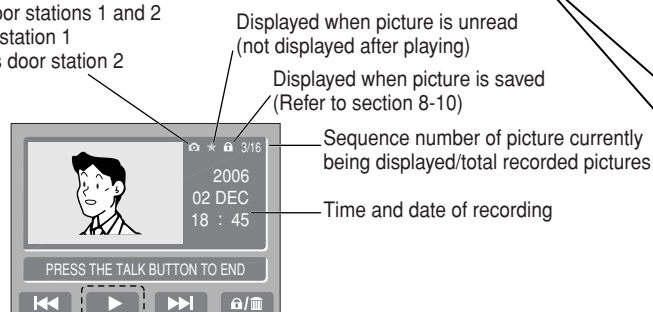 oor stations 1 and 2
station 1
door station 2
Displayed when picture is unread
(not displayed after playing)
Displayed when picture is saved
(Refer to section 8-10)
3/16
Sequence number of picture currently
being displayed/total recorded pictures
2006
02 DEC
18 : 45
Time and date of recording
PRESS THE TALK BUTTON TO END